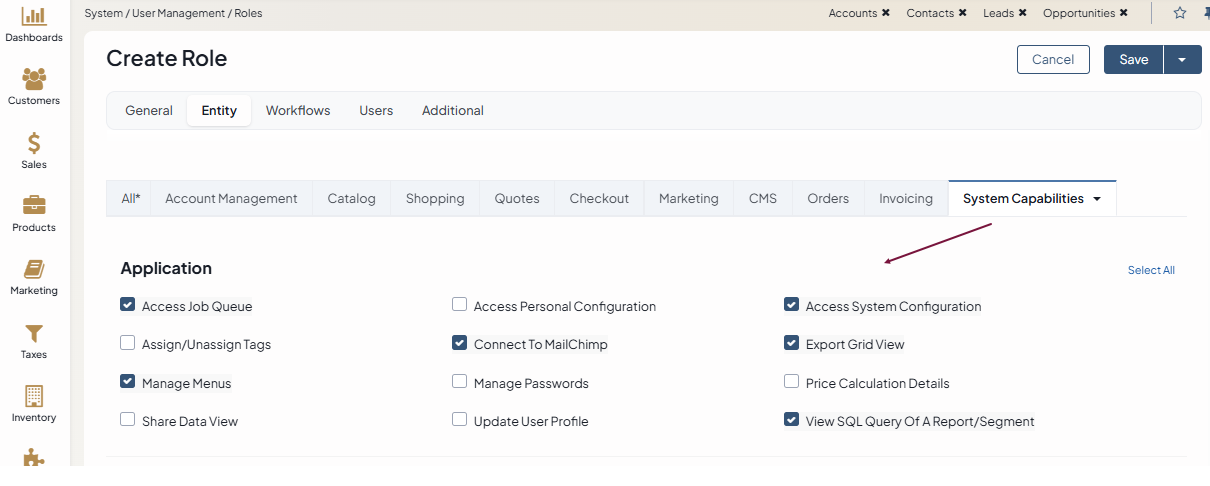 System / User Management / Roles
Accounts ✖ Contacts ✖ Leads ✖ Opportunities ✖
Dashboards
Customers
Sales
Products
Marketing
Taxes
Inventory
Create Role
Cancel Save
General Entity Workflows Users Additional
All* Account Management Catalog Shopping Quotes Checkout Marketing CMS Orders Invoicing System Capabilities
Application
Select All
Access Job Queue Access Personal Configuration Access System Configuration
Assign/Unassign Tags Connect To MailChimp Export Grid View
Manage Menus Manage Passwords Price Calculation Details
Share Data View Update User Profile View SQL Query Of A Report/Segment